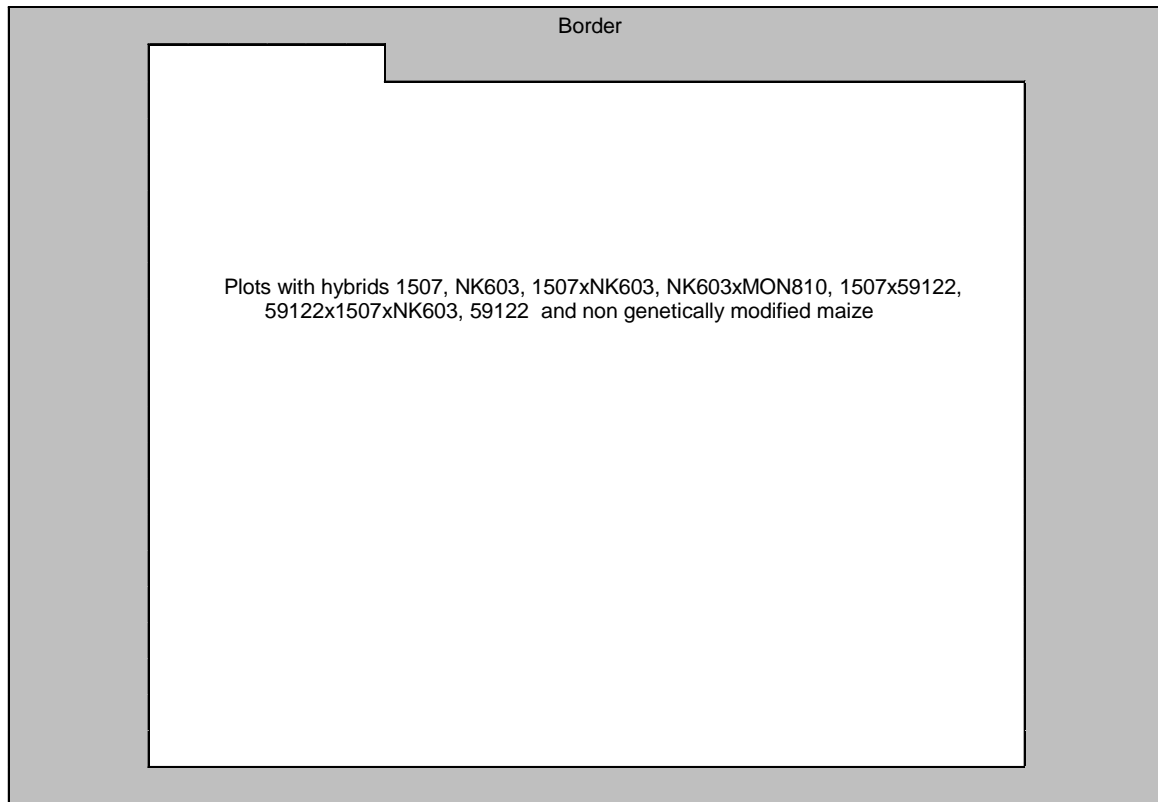 Border
Plots with hybrids 1507, NK603, 1507xNK603, NK603xMON810, 1507x59122,
59122x1507xNK603, 59122  and non genetically modified maize